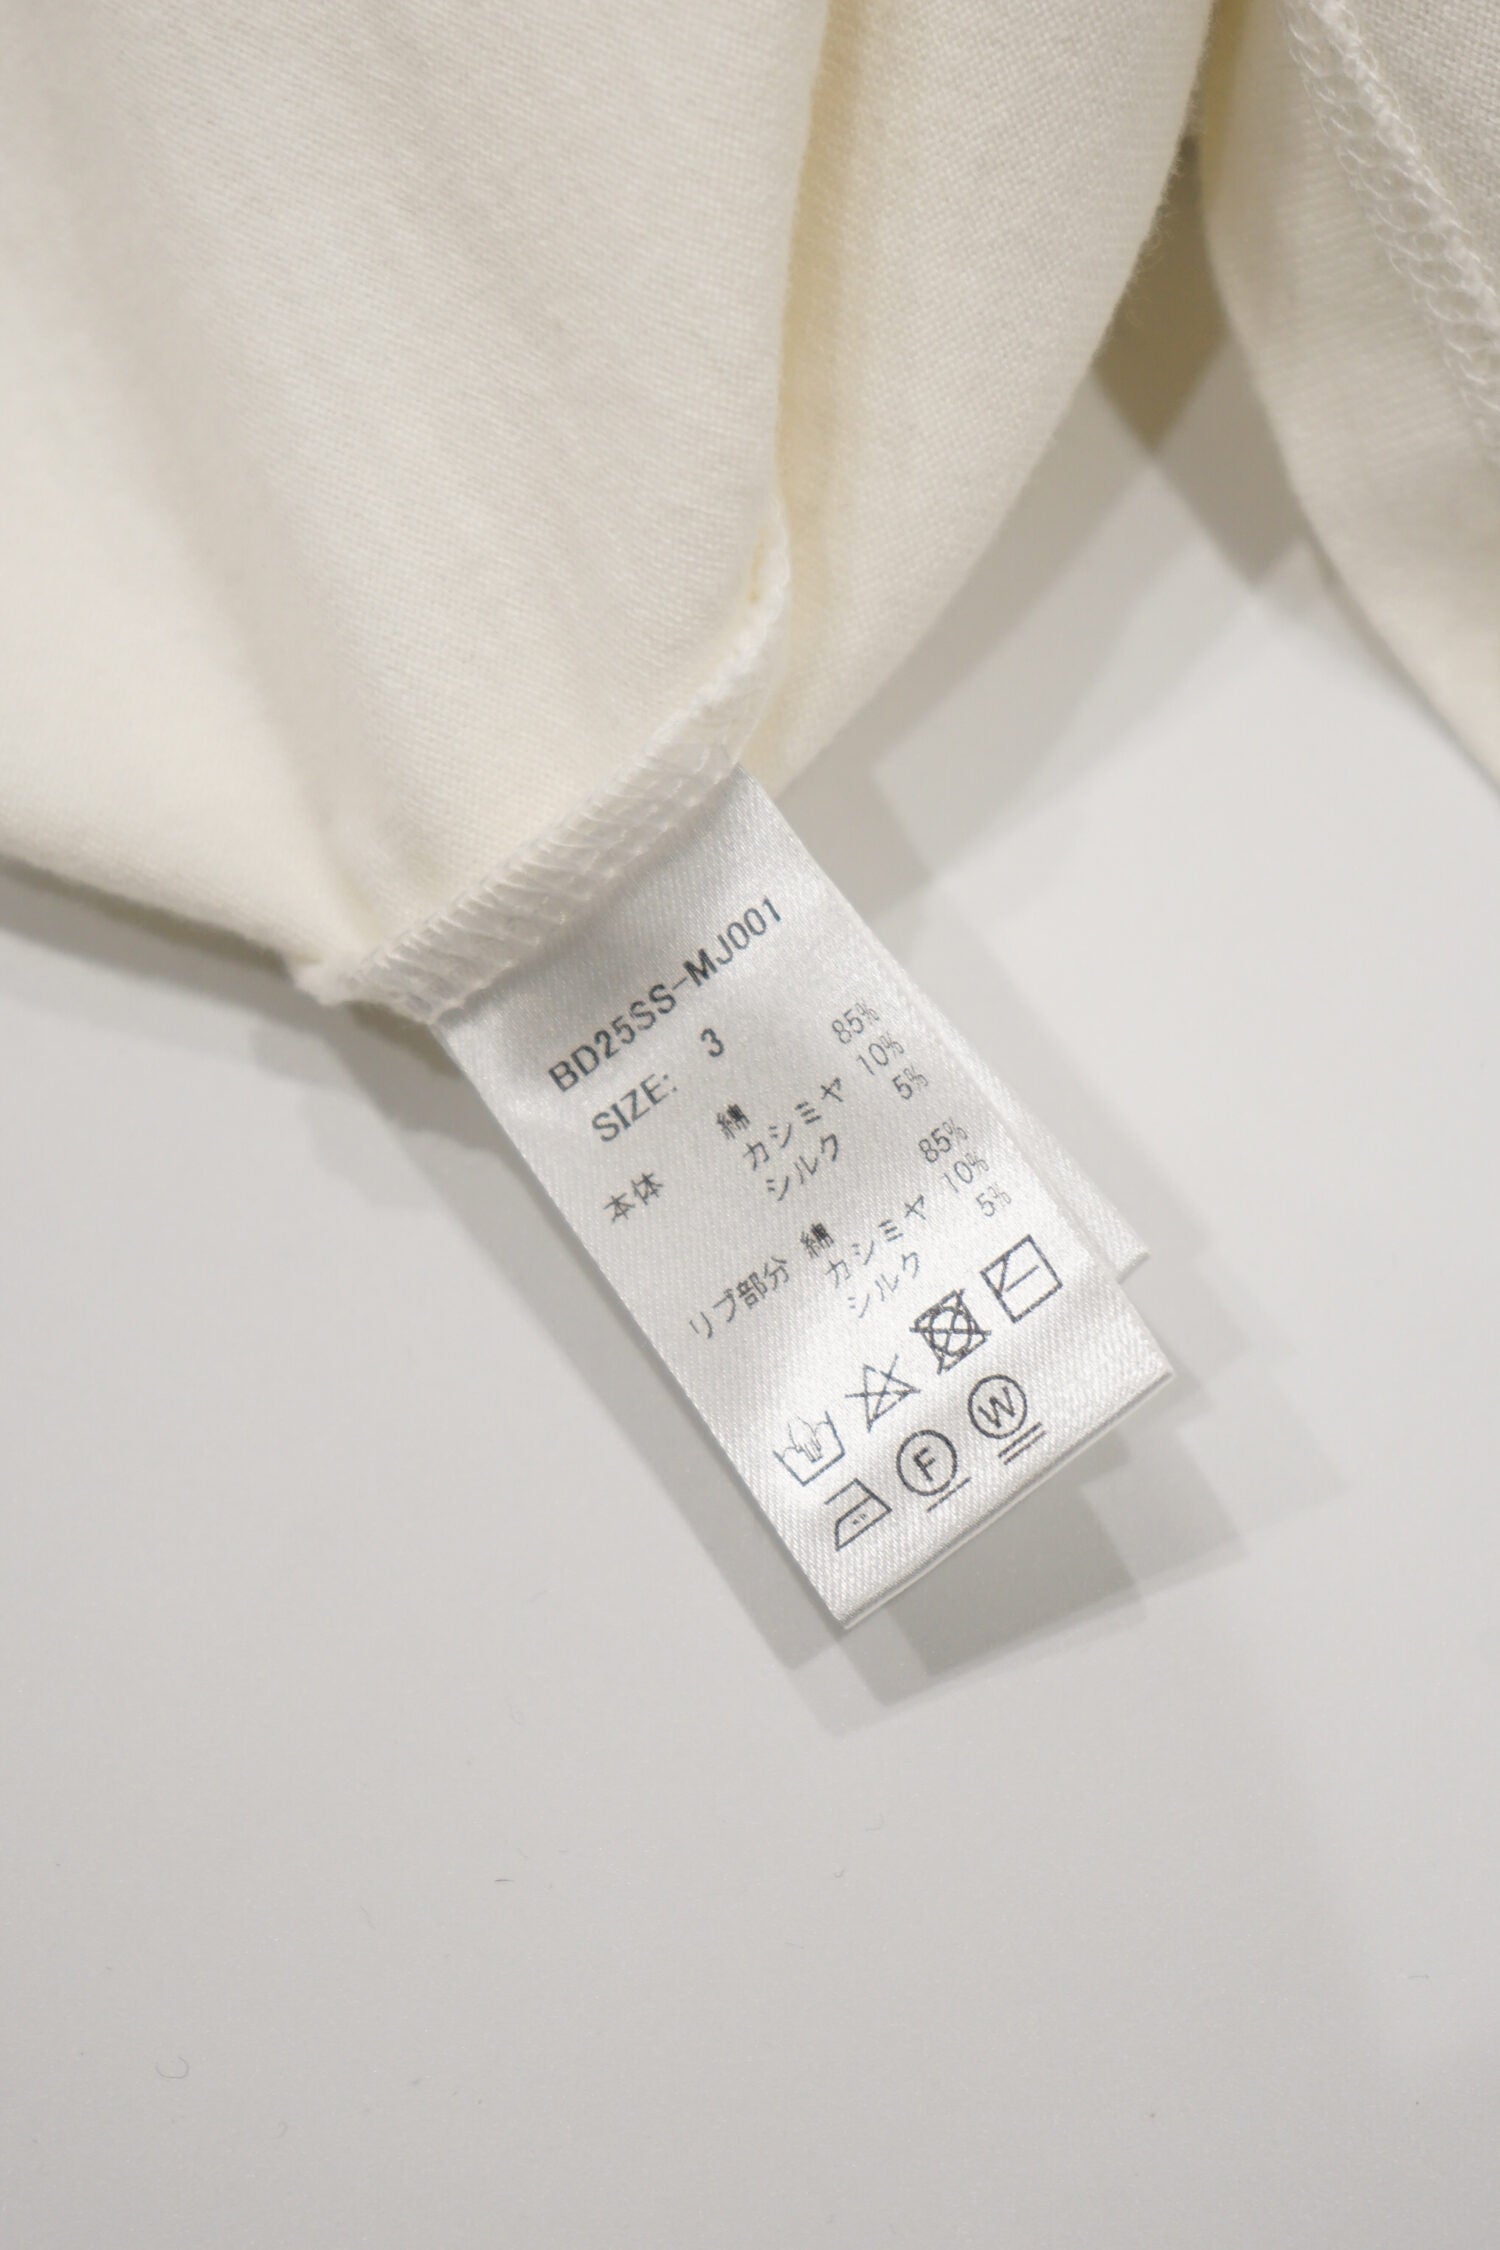 BD25SS-MJ001
SIZE: 3
本体 綿 85%
カシミヤ 10%
シルク 5%
リブ部分 綿 85%
カシミヤ 10%
シルク 5%
F W